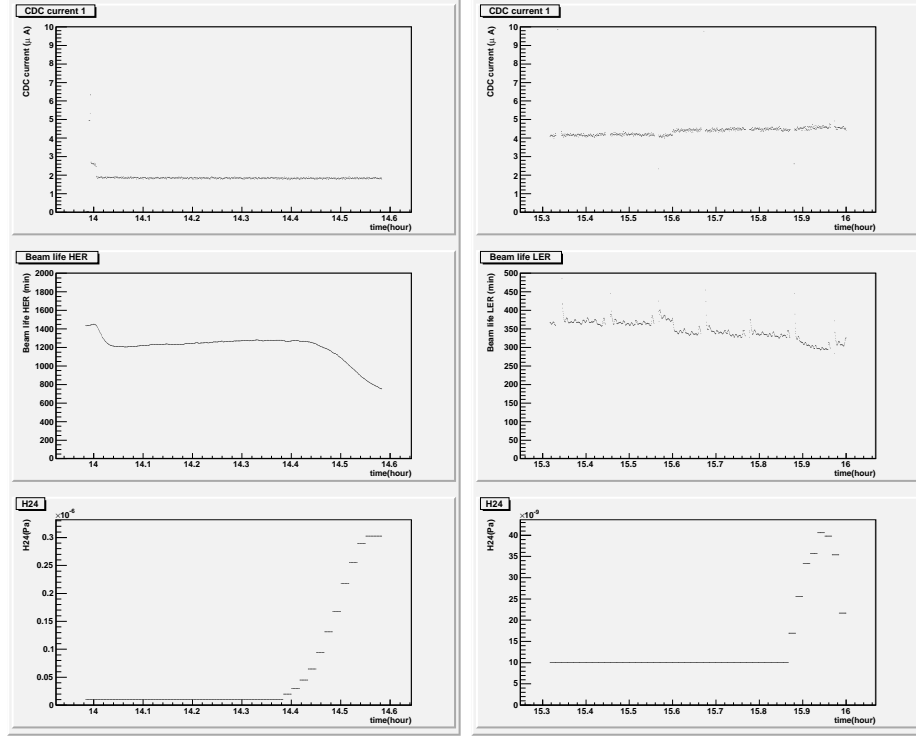 CDC current 1
CDC current (μ A)
10
9
8
7
6
5
4
3
2
1
0
14 14.1 14.2 14.3 14.4 14.5 14.6
time(hour)
CDC current 1
CDC current (μ A)
10
9
8
7
6
5
4
3
2
1
0
15.3 15.4 15.5 15.6 15.7 15.8 15.9 16
time(hour)
Beam life HER
Beam life HER (min)
2000
1800
1600
1400
1200
1000
800
600
400
200
0
14 14.1 14.2 14.3 14.4 14.5 14.6
time(hour)
Beam life LER
Beam life LER (min)
500
450
400
350
300
250
200
150
100
50
0
15.3 15.4 15.5 15.6 15.7 15.8 15.9 16
time(hour)
H24
×10⁻⁶
H24(Pa)
0.3
0.25
0.2
0.15
0.1
0.05
0
14 14.1 14.2 14.3 14.4 14.5 14.6
time(hour)
H24
×10⁻⁹
H24(Pa)
40
35
30
25
20
15
10
5
0
15.3 15.4 15.5 15.6 15.7 15.8 15.9 16
time(hour)